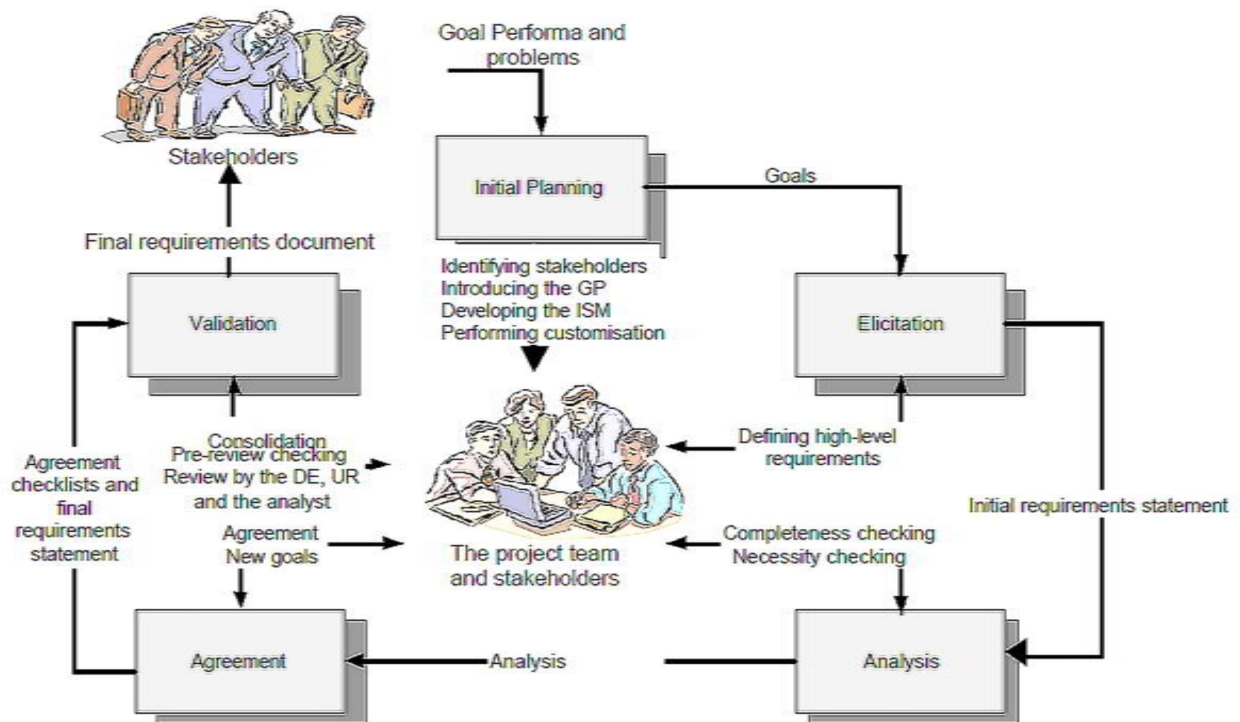 Goal Performa and
problems
Stakeholders
Initial Planning
Goals
Final requirements document
Identifying stakeholders
Introducing the GP
Developing the ISM
Performing customisation
Validation
Elicitation
Consolidation
Pre-review checking
Review by the DE, UR
and the analyst
Defining high-level
requirements
Agreement
checklists and
final
requirements
statement
Initial requirements statement
Agreement
New goals
Completeness checking
Necessity checking
The project team
and stakeholders
Agreement
Analysis
Analysis